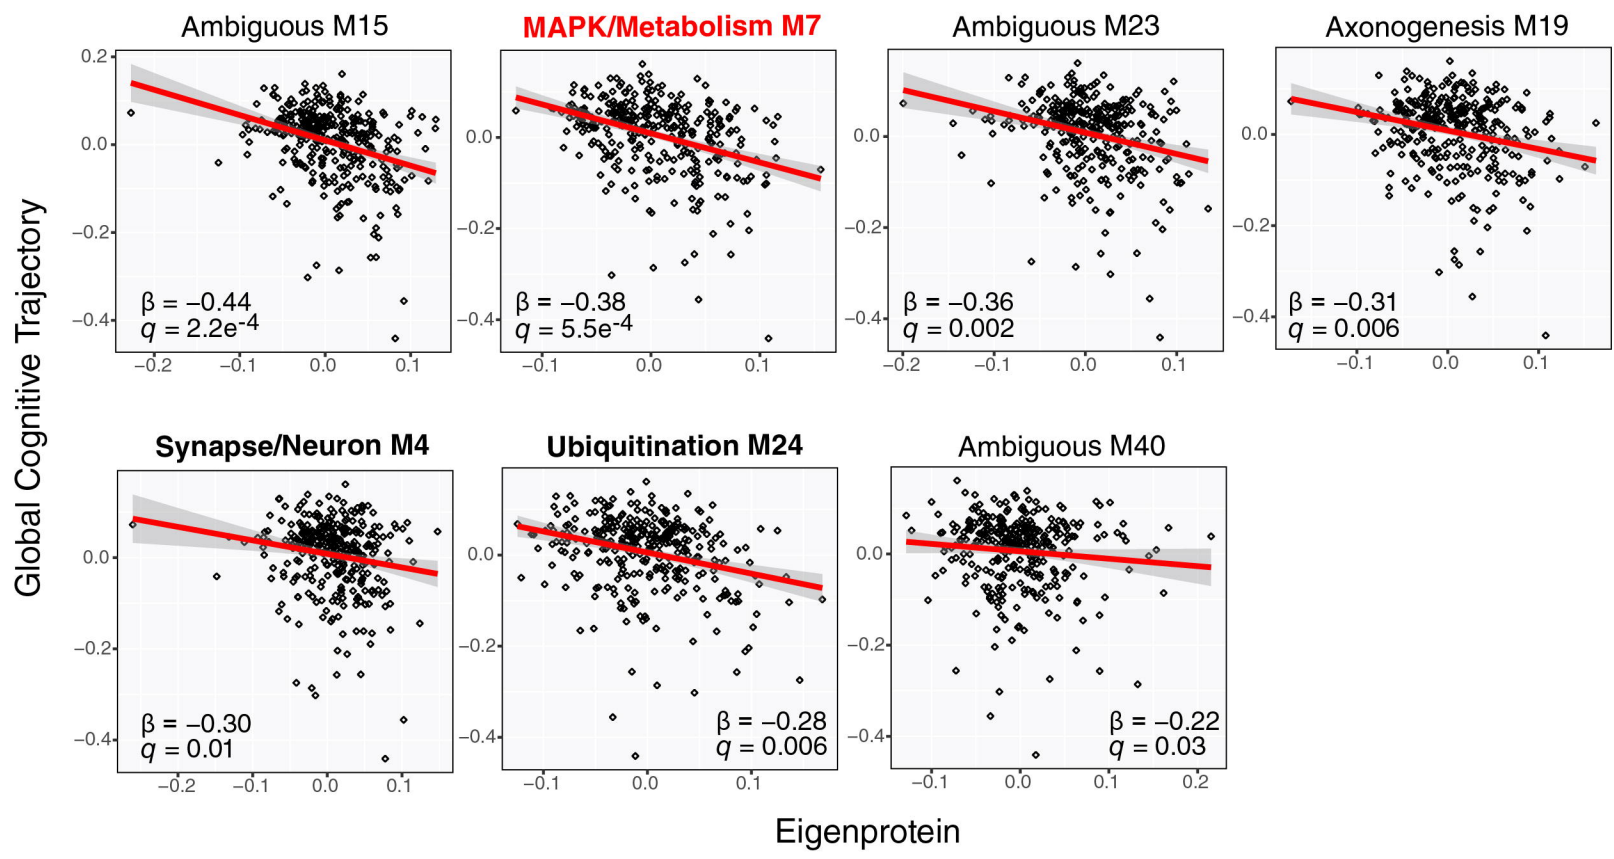 Ambiguous M15
MAPK/Metabolism M7
Ambiguous M23
Axonogenesis M19
Global Cognitive Trajectory
0.2
0.0
−0.2
−0.4
β = −0.44
q = 2.2e-4
−0.2 −0.1 0.0 0.1
0.0
−0.2
−0.4
β = −0.38
q = 5.5e-4
−0.1 0.0 0.1
0.0
−0.2
−0.4
β = −0.36
q = 0.002
−0.2 −0.1 0.0 0.1
0.0
−0.2
−0.4
β = −0.31
q = 0.006
−0.1 0.0 0.1
Synapse/Neuron M4
Ubiquitination M24
Ambiguous M40
0.0
−0.2
−0.4
β = −0.30
q = 0.01
−0.2 −0.1 0.0 0.1
0.0
−0.2
−0.4
β = −0.28
q = 0.006
−0.1 0.0 0.1
0.0
−0.2
−0.4
β = −0.22
q = 0.03
−0.1 0.0 0.1 0.2
Eigenprotein